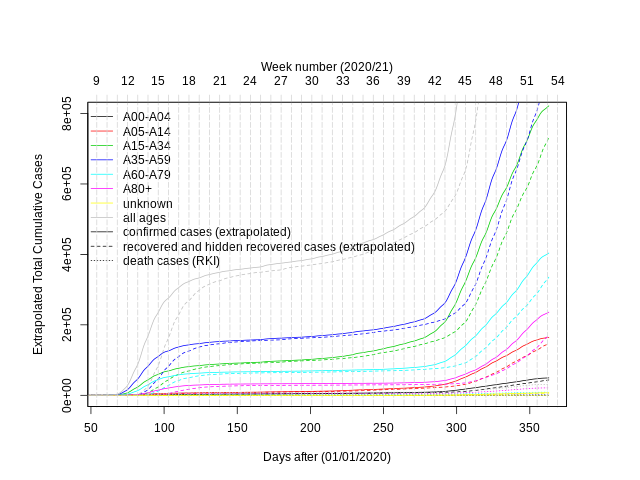 Week number (2020/21)
9 12 15 18 21 24 27 30 33 36 39 42 45 48 51 54
Extrapolated Total Cumulative Cases
8e+05
6e+05
4e+05
2e+05
0e+00
A00-A04
A05-A14
A15-A34
A35-A59
A60-A79
A80+
unknown
all ages
confirmed cases (extrapolated)
recovered and hidden recovered cases (extrapolated)
death cases (RKI)
50 100 150 200 250 300 350
Days after (01/01/2020)